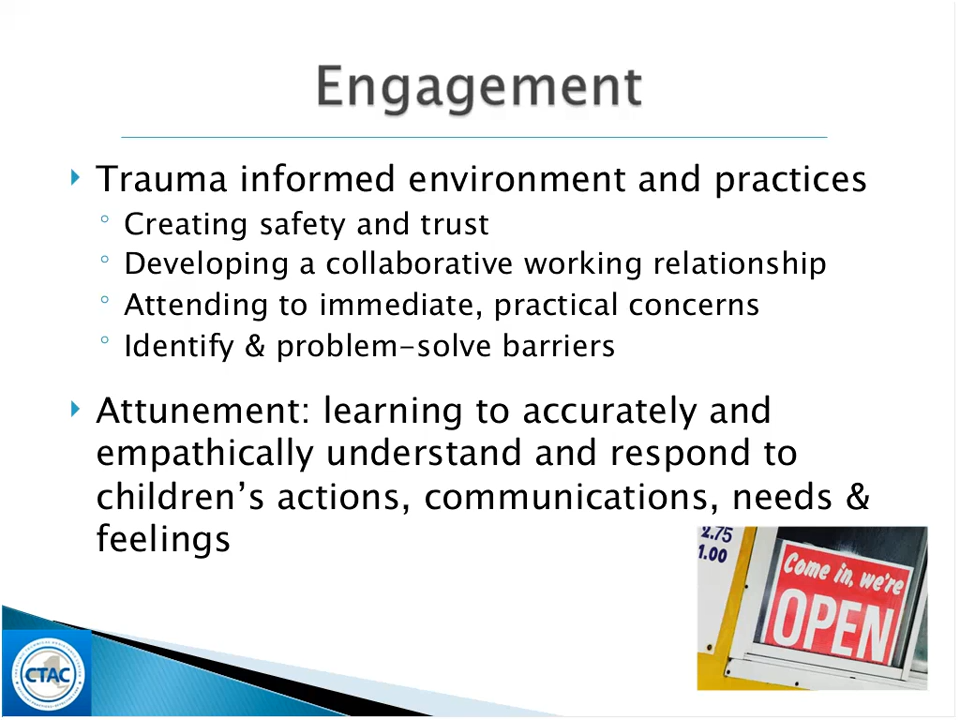 Engagement
Trauma informed environment and practices
Creating safety and trust
Developing a collaborative working relationship
Attending to immediate, practical concerns
Identify & problem-solve barriers
Attunement: learning to accurately and
empathically understand and respond to
children's actions, communications, needs &
feelings
2.75
1.00
Come in, we're
OPEN
CTAC